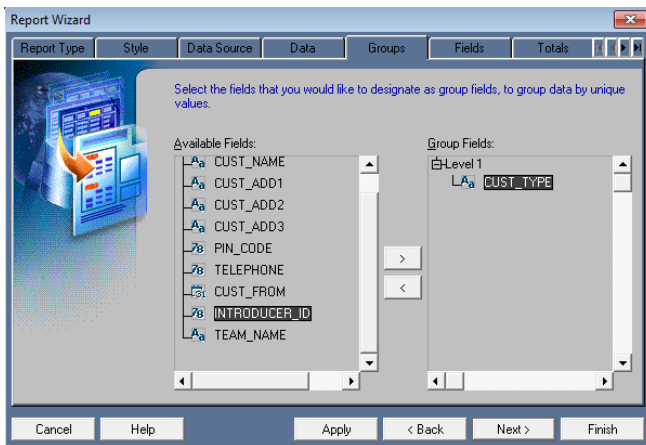 Report Wizard
Report Type Style Data Source Data Groups Fields Totals
Select the fields that you would like to designate as group fields, to group data by unique
values.
Available Fields:
CUST_NAME
CUST_ADD1
CUST_ADD2
CUST_ADD3
PIN_CODE
TELEPHONE
CUST_FROM
INTRODUCER_ID
TEAM_NAME
>
<
Group Fields:
Level 1
CUST_TYPE
Cancel Help Apply < Back Next > Finish